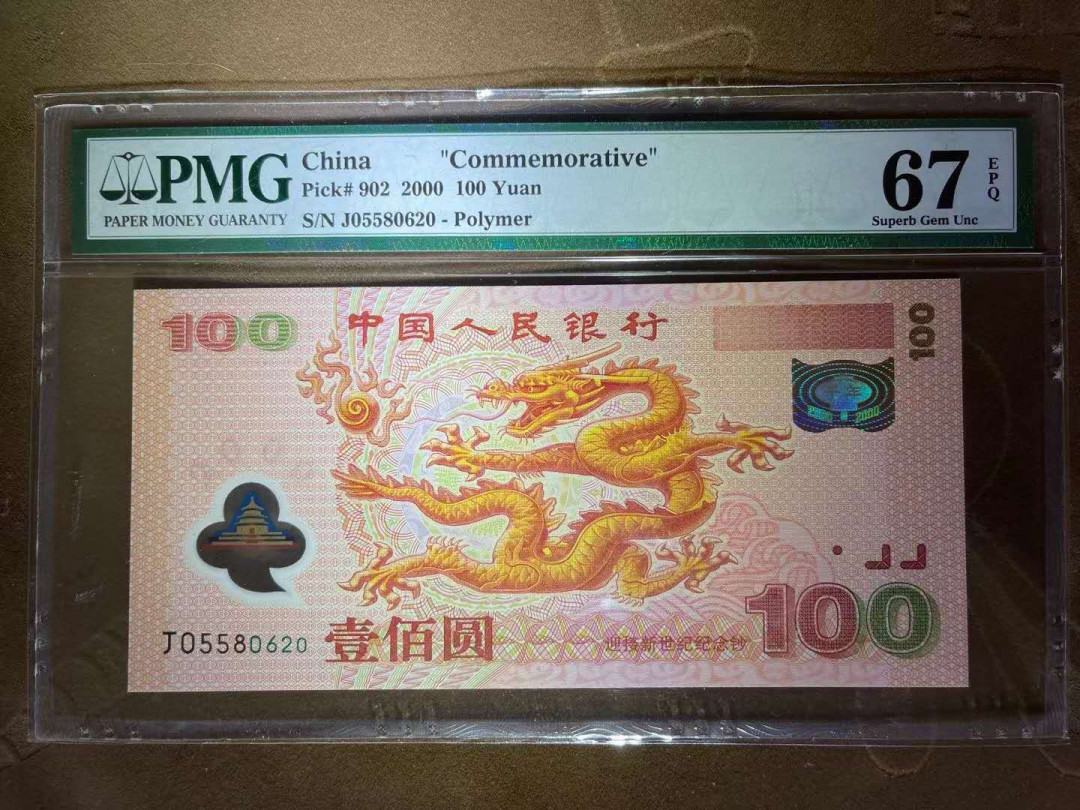 PMG
PAPER MONEY GUARANTY
China "Commemorative"
Pick# 902 2000 100 Yuan
S/N J05580620 - Polymer
67
EPQ
Superb Gem Unc
100
中国人民银行
100
2000 2000
J05580620
壹佰圆
迎接新世纪纪念钞
100